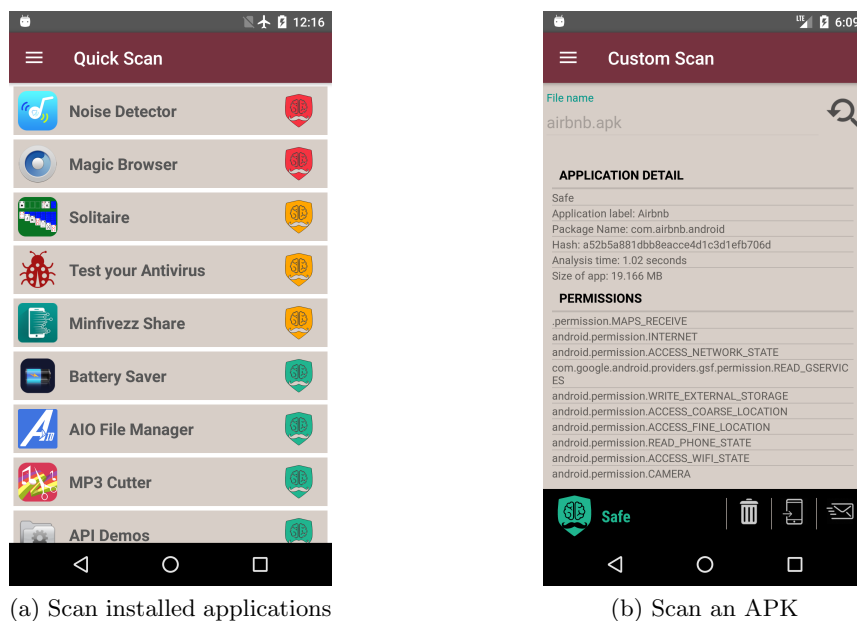 12:16
Quick Scan
Noise Detector
Magic Browser
Solitaire
Test your Antivirus
Minfivezz Share
Battery Saver
AIO File Manager
MP3 Cutter
API Demos
(a) Scan installed applications
LTE 6:09
Custom Scan
File name
airbnb.apk
APPLICATION DETAIL
Safe
Application label: Airbnb
Package Name: com.airbnb.android
Hash: a52b5a881dbb8eacce4d1c3d1efb706d
Analysis time: 1.02 seconds
Size of app: 19.166 MB
PERMISSIONS
.permission.MAPS_RECEIVE
android.permission.INTERNET
android.permission.ACCESS_NETWORK_STATE
com.google.android.providers.gsf.permission.READ_GSERVIC
ES
android.permission.WRITE_EXTERNAL_STORAGE
android.permission.ACCESS_COARSE_LOCATION
android.permission.ACCESS_FINE_LOCATION
android.permission.READ_PHONE_STATE
android.permission.ACCESS_WIFI_STATE
android.permission.CAMERA
Safe
(b) Scan an APK